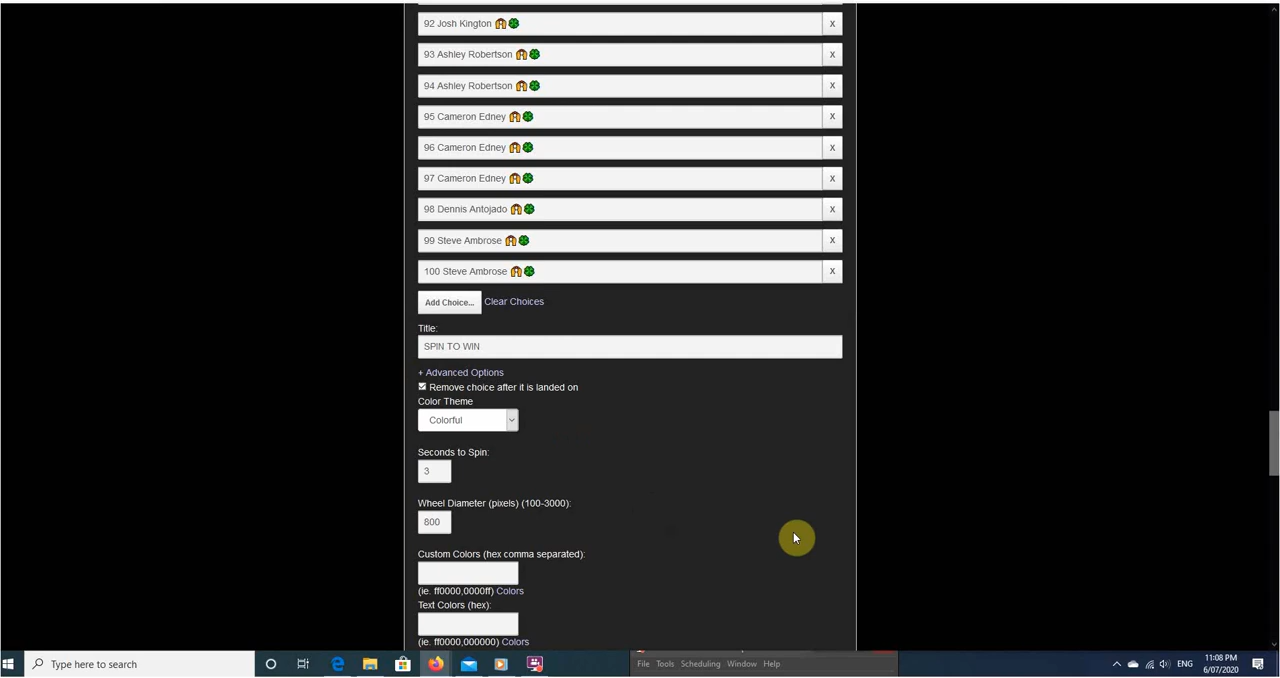 92 Josh Kington
X
93 Ashley Robertson
X
94 Ashley Robertson
X
95 Cameron Edney
X
96 Cameron Edney
X
97 Cameron Edney
X
98 Dennis Antojado
X
99 Steve Ambrose
X
100 Steve Ambrose
X
Add Choice... Clear Choices
Title:
SPIN TO WIN
+ Advanced Options
Remove choice after it is landed on
Color Theme
Colorful
Seconds to Spin:
3
Wheel Diameter (pixels) (100-3000):
800
Custom Colors (hex comma separated):
(ie. ff0000,0000ff) Colors
Text Colors (hex):
(ie. ff0000,000000) Colors
Type here to search
File Tools Scheduling Window Help
ENG
11:08 PM
6/07/2020